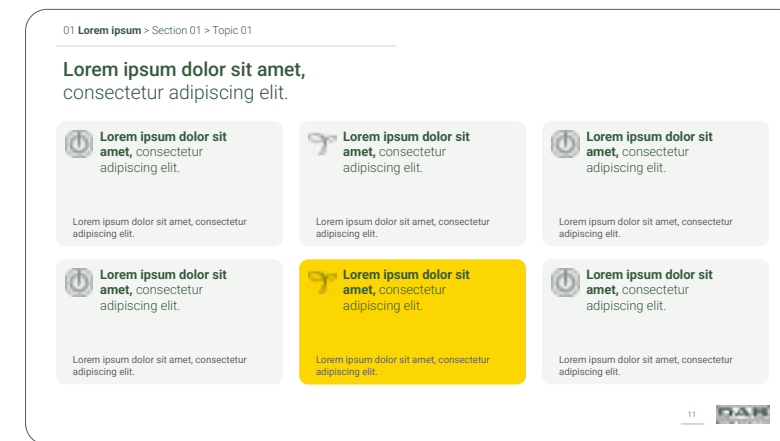 01 Lorem ipsum > Section 01 > Topic 01
Lorem ipsum dolor sit amet,
consectetur adipiscing elit.
Lorem ipsum dolor sit
amet, consectetur
adipiscing elit.
Lorem ipsum dolor sit amet, consectetur
adipiscing elit.
Lorem ipsum dolor sit
amet, consectetur
adipiscing elit.
Lorem ipsum dolor sit amet, consectetur
adipiscing elit.
Lorem ipsum dolor sit
amet, consectetur
adipiscing elit.
Lorem ipsum dolor sit amet, consectetur
adipiscing elit.
Lorem ipsum dolor sit
amet, consectetur
adipiscing elit.
Lorem ipsum dolor sit amet, consectetur
adipiscing elit.
Lorem ipsum dolor sit
amet, consectetur
adipiscing elit.
Lorem ipsum dolor sit amet, consectetur
adipiscing elit.
Lorem ipsum dolor sit
amet, consectetur
adipiscing elit.
Lorem ipsum dolor sit amet, consectetur
adipiscing elit.
11
DAB